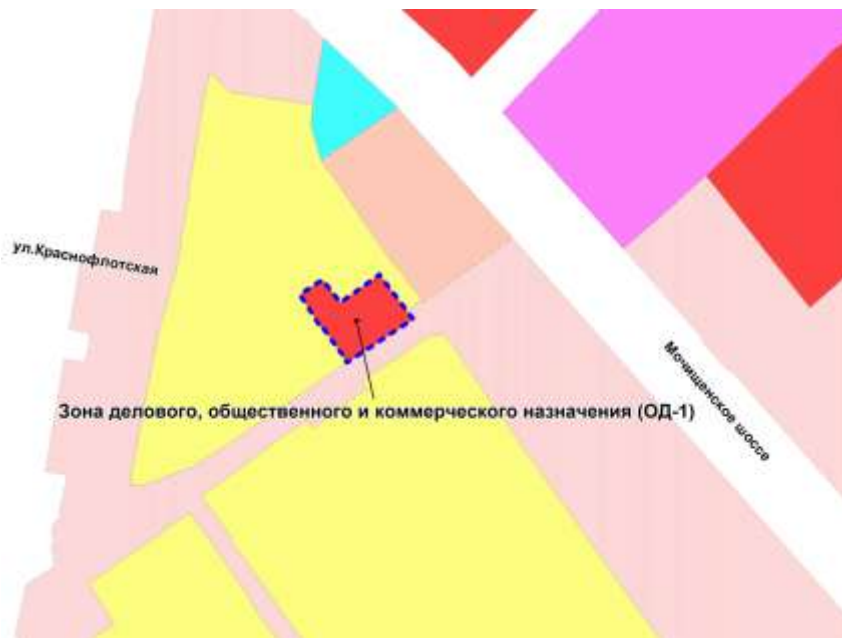 ул.Краснофлотская
Мочищенское шоссе
Зона делового, общественного и коммерческого назначения (ОД-1)